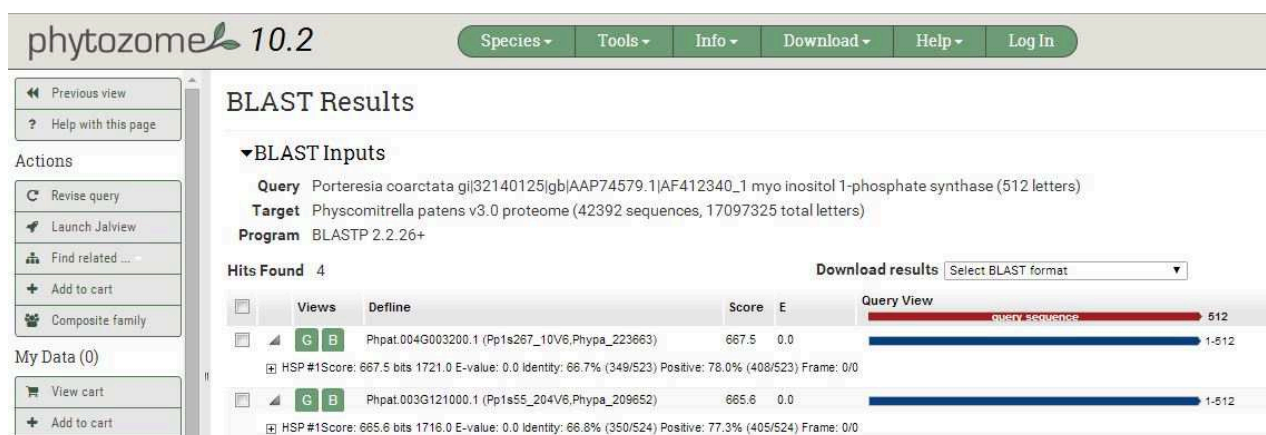 phytozome 10.2
Species Tools Info Download Help Log In
Previous view
Help with this page
Actions
Revise query
Launch Jalview
Find related ...
Add to cart
Composite family
My Data (0)
View cart
Add to cart
BLAST Results
BLAST Inputs
Query Porteresia coarctata gi|32140125|gb|AAP74579.1|AF412340_1 myo inositol 1-phosphate synthase (512 letters)
Target Physcomitrella patens v3.0 proteome (42392 sequences, 17097325 total letters)
Program BLASTP 2.2.26+
Hits Found 4 Download results Select BLAST format
Views Defline Score E Query View
query sequence 512
G B Phpat.004G003200.1 (Pp1s267_10V6,Phypa_223663) 667.5 0.0 1-512
HSP #1Score: 667.5 bits 1721.0 E-value: 0.0 Identity: 66.7% (349/523) Positive: 78.0% (408/523) Frame: 0/0
G B Phpat.003G121000.1 (Pp1s55_204V6,Phypa_209652) 665.6 0.0 1-512
HSP #1Score: 665.6 bits 1716.0 E-value: 0.0 Identity: 66.8% (350/524) Positive: 77.3% (405/524) Frame: 0/0